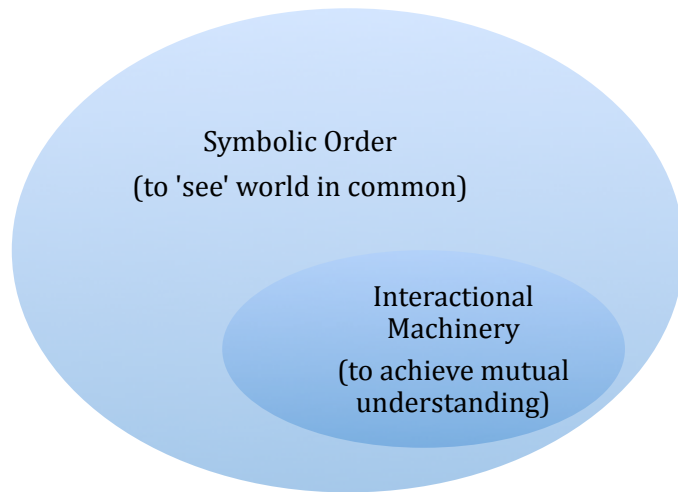 Symbolic Order
(to 'see' world in common)
Interactional
Machinery
(to achieve mutual
understanding)